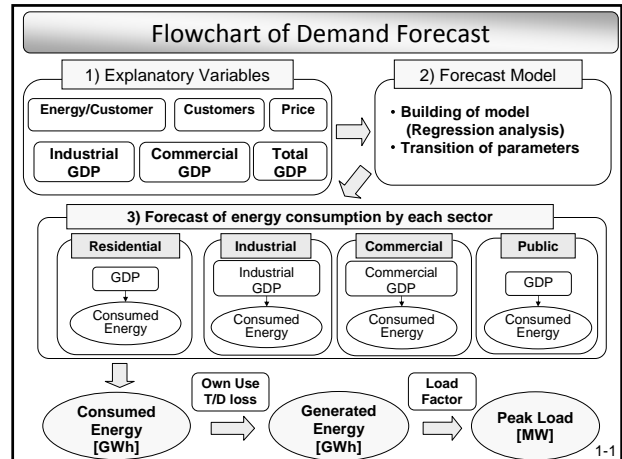 Flowchart of Demand Forecast
1) Explanatory Variables
Energy/Customer
Customers
Price
Industrial
GDP
Commercial
GDP
Total
GDP
2) Forecast Model
• Building of model
(Regression analysis)
• Transition of parameters
3) Forecast of energy consumption by each sector
Residential
GDP
Consumed
Energy
Industrial
Industrial
GDP
Consumed
Energy
Commercial
Commercial
GDP
Consumed
Energy
Public
GDP
Consumed
Energy
Consumed
Energy
[GWh]
Own Use
T/D loss
Generated
Energy
[GWh]
Load
Factor
Peak Load
[MW]
1-1